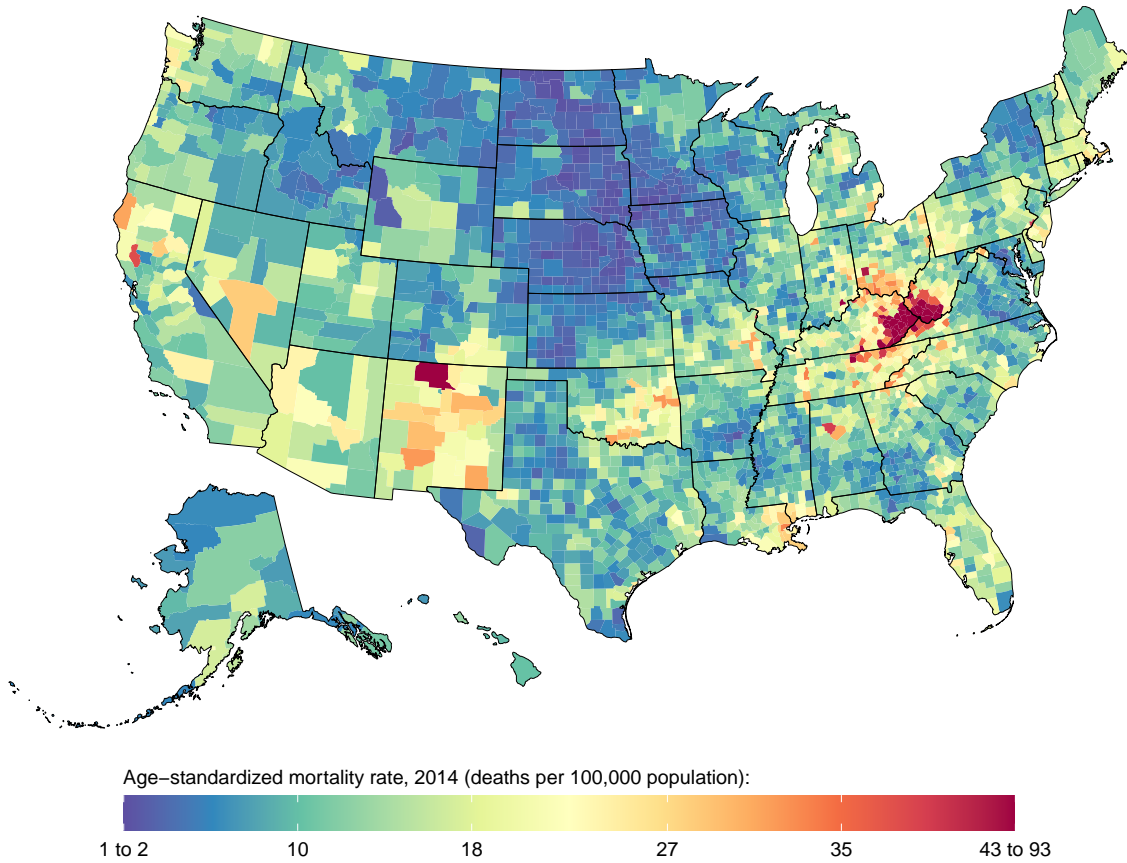 Age−standardized mortality rate, 2014 (deaths per 100,000 population):
1 to 2 10 18 27 35 43 to 93